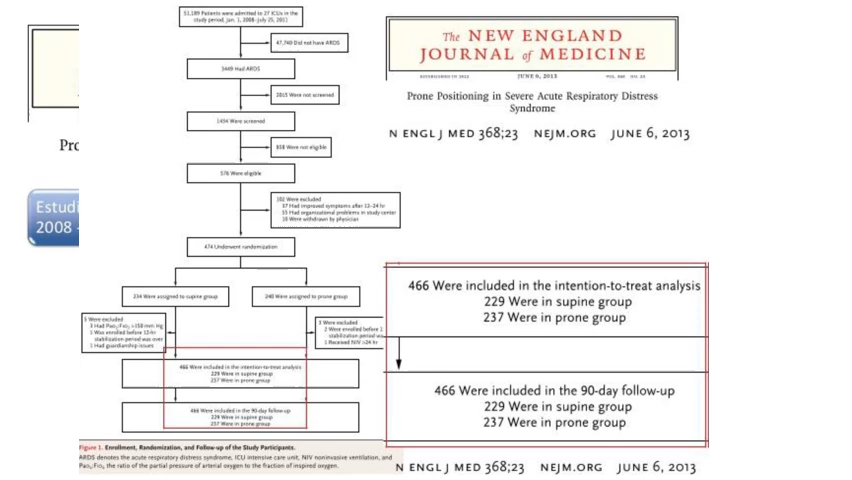 51,189 Patients were admitted to 27 ICUs in the
study period, Jan. 1, 2008–July 25, 2011
47,740 Did not have ARDS
3449 Had ARDS
2015 Were not screened
1434 Were screened
858 Were not eligible
576 Were eligible
102 Were excluded
37 Had improved symptoms after 12–24 hr
55 Had organizational problems in study center
10 Were withdrawn by physician
474 Underwent randomization
234 Were assigned to supine group
240 Were assigned to prone group
5 Were excluded
3 Had PaO2:FiO2 >150 mm Hg
1 Was enrolled before 12-hr
stabilization period was over
1 Had guardianship issues
3 Were excluded
2 Were enrolled before 1
stabilization period
1 Received NIV >24 hr
466 Were included in the intention-to-treat analysis
229 Were in supine group
237 Were in prone group
466 Were included in the 90-day follow-up
229 Were in supine group
237 Were in prone group
Figure 1. Enrollment, Randomization, and Follow-up of the Study Participants.
ARDS denotes the acute respiratory distress syndrome, ICU intensive care unit, NIV noninvasive ventilation, and
PaO2:FiO2 the ratio of the partial pressure of arterial oxygen to the fraction of inspired oxygen.
Pro
Estudi
2008 -
The NEW ENGLAND
JOURNAL of MEDICINE
ESTABLISHED IN 1812 JUNE 6, 2013 VOL. 368 NO. 23
Prone Positioning in Severe Acute Respiratory Distress
Syndrome
N ENGL J MED 368;23 NEJM.ORG JUNE 6, 2013
466 Were included in the intention-to-treat analysis
229 Were in supine group
237 Were in prone group
466 Were included in the 90-day follow-up
229 Were in supine group
237 Were in prone group
N ENGL J MED 368;23 NEJM.ORG JUNE 6, 2013